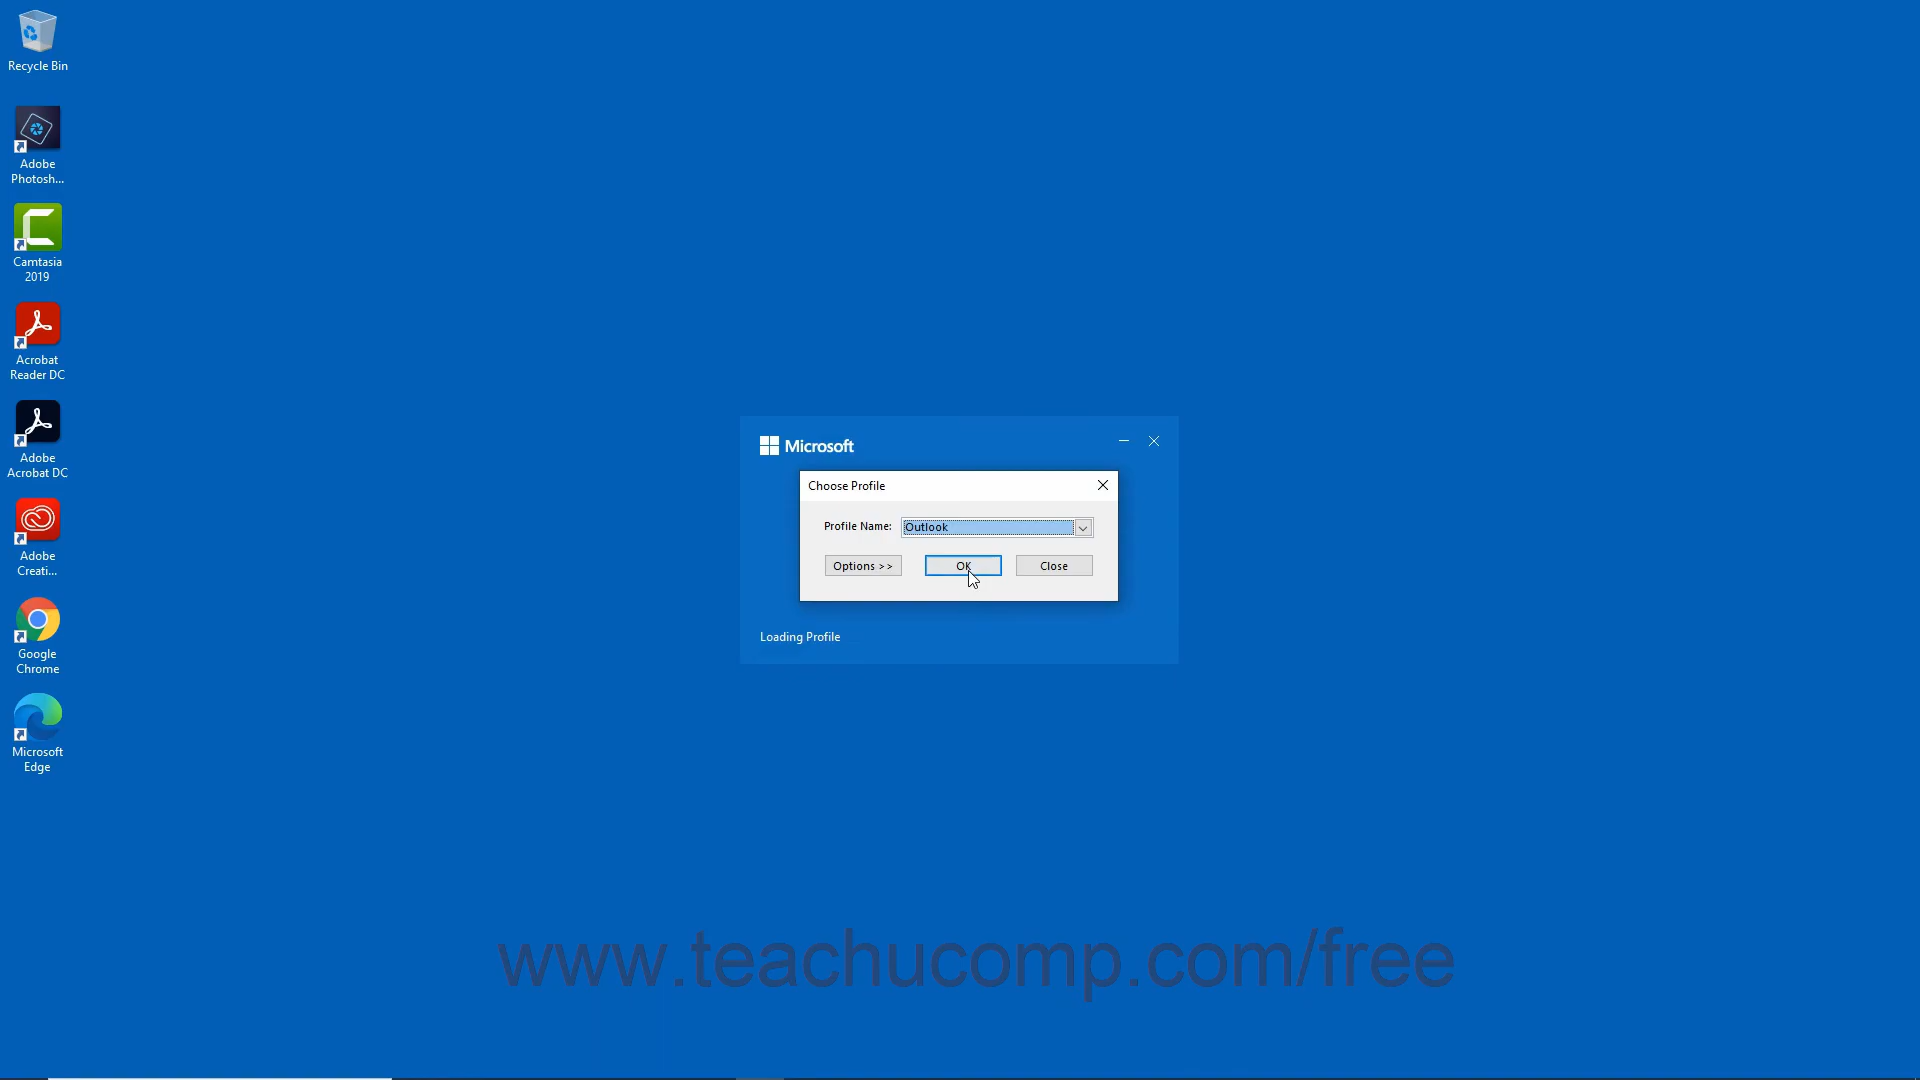 Recycle Bin
Adobe
Photosh...
Camtasia
2019
Acrobat
Reader DC
Adobe
Acrobat DC
Adobe
Creati...
Google
Chrome
Microsoft
Edge
Microsoft
Choose Profile
Profile Name: Outlook
Options >> OK Close
Loading Profile
www.teachucomp.com/free